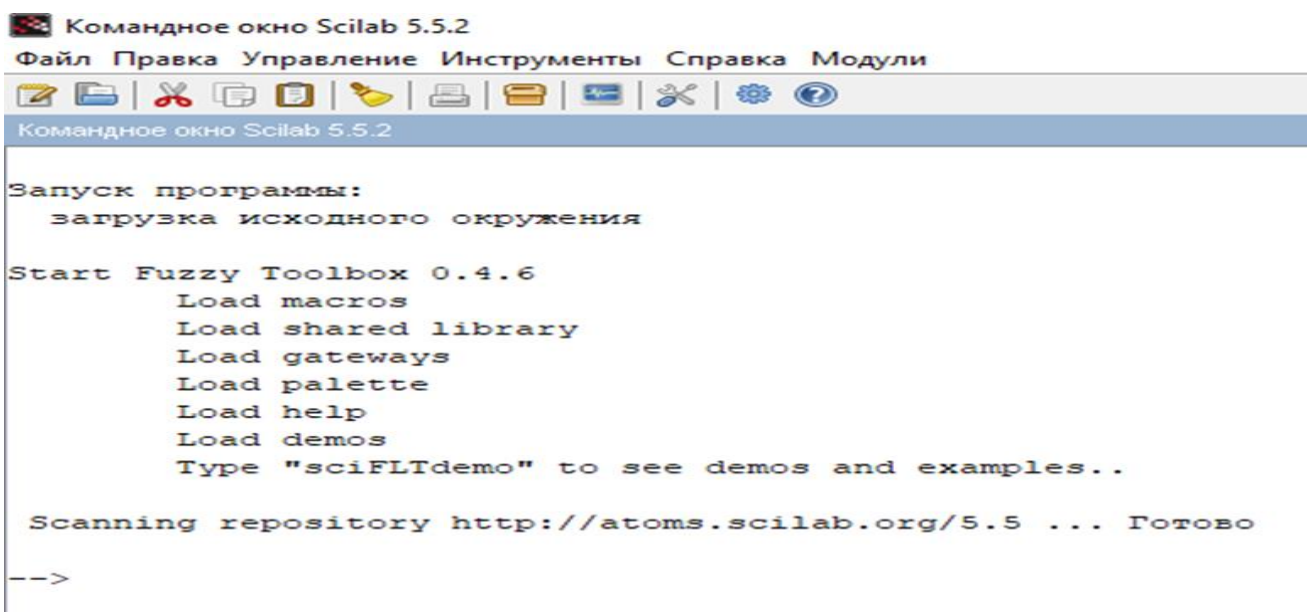 Командное окно Scilab 5.5.2
Файл Правка Управление Инструменты Справка Модули
Командное окно Scilab 5.5.2
Запуск программы:
загрузка исходного окружения
Start Fuzzy Toolbox 0.4.6
Load macros
Load shared library
Load gateways
Load palette
Load help
Load demos
Type "sciFLTdemo" to see demos and examples..
Scanning repository http://atoms.scilab.org/5.5 ... Готово
-->